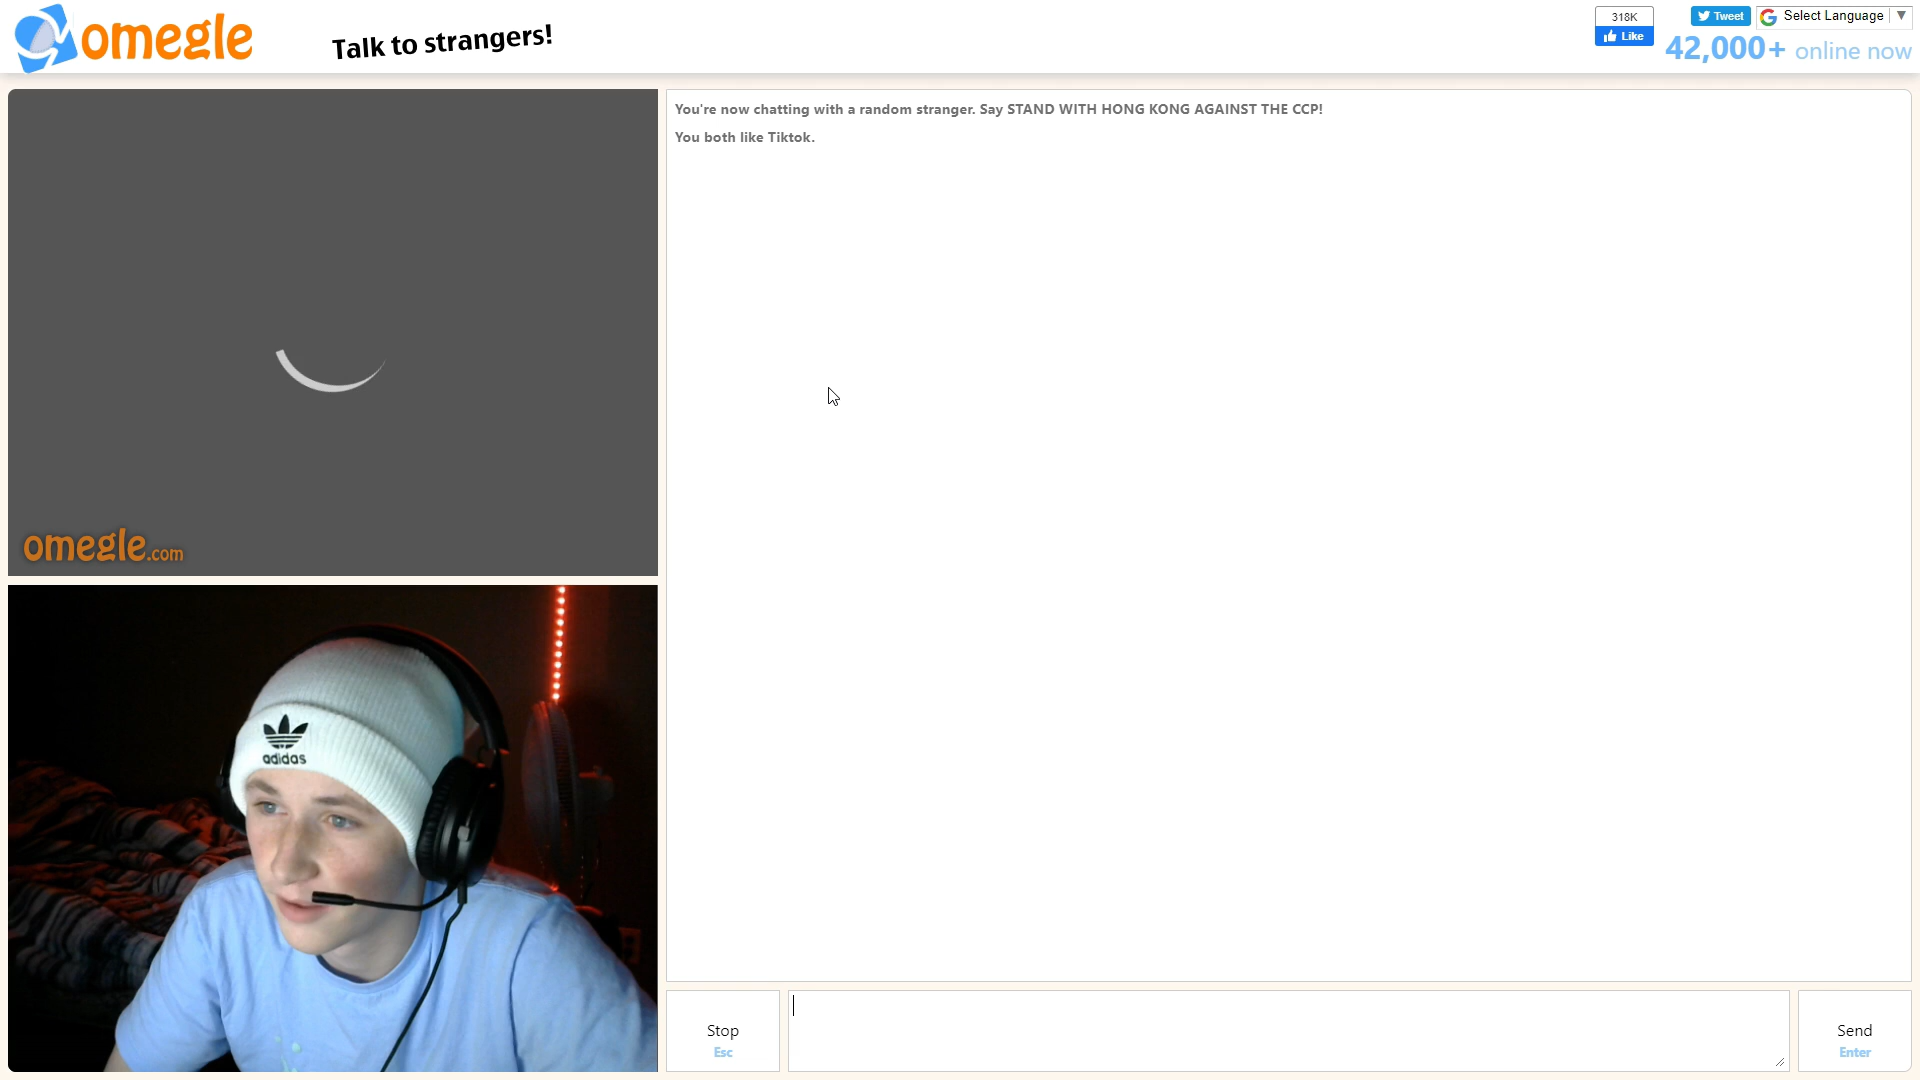 omegle
Talk to strangers!
318K
Like
Tweet
Select Language
42,000+ online now
You're now chatting with a random stranger. Say STAND WITH HONG KONG AGAINST THE CCP!
You both like Tiktok.
omegle.com
adidas
Stop
Esc
Send
Enter